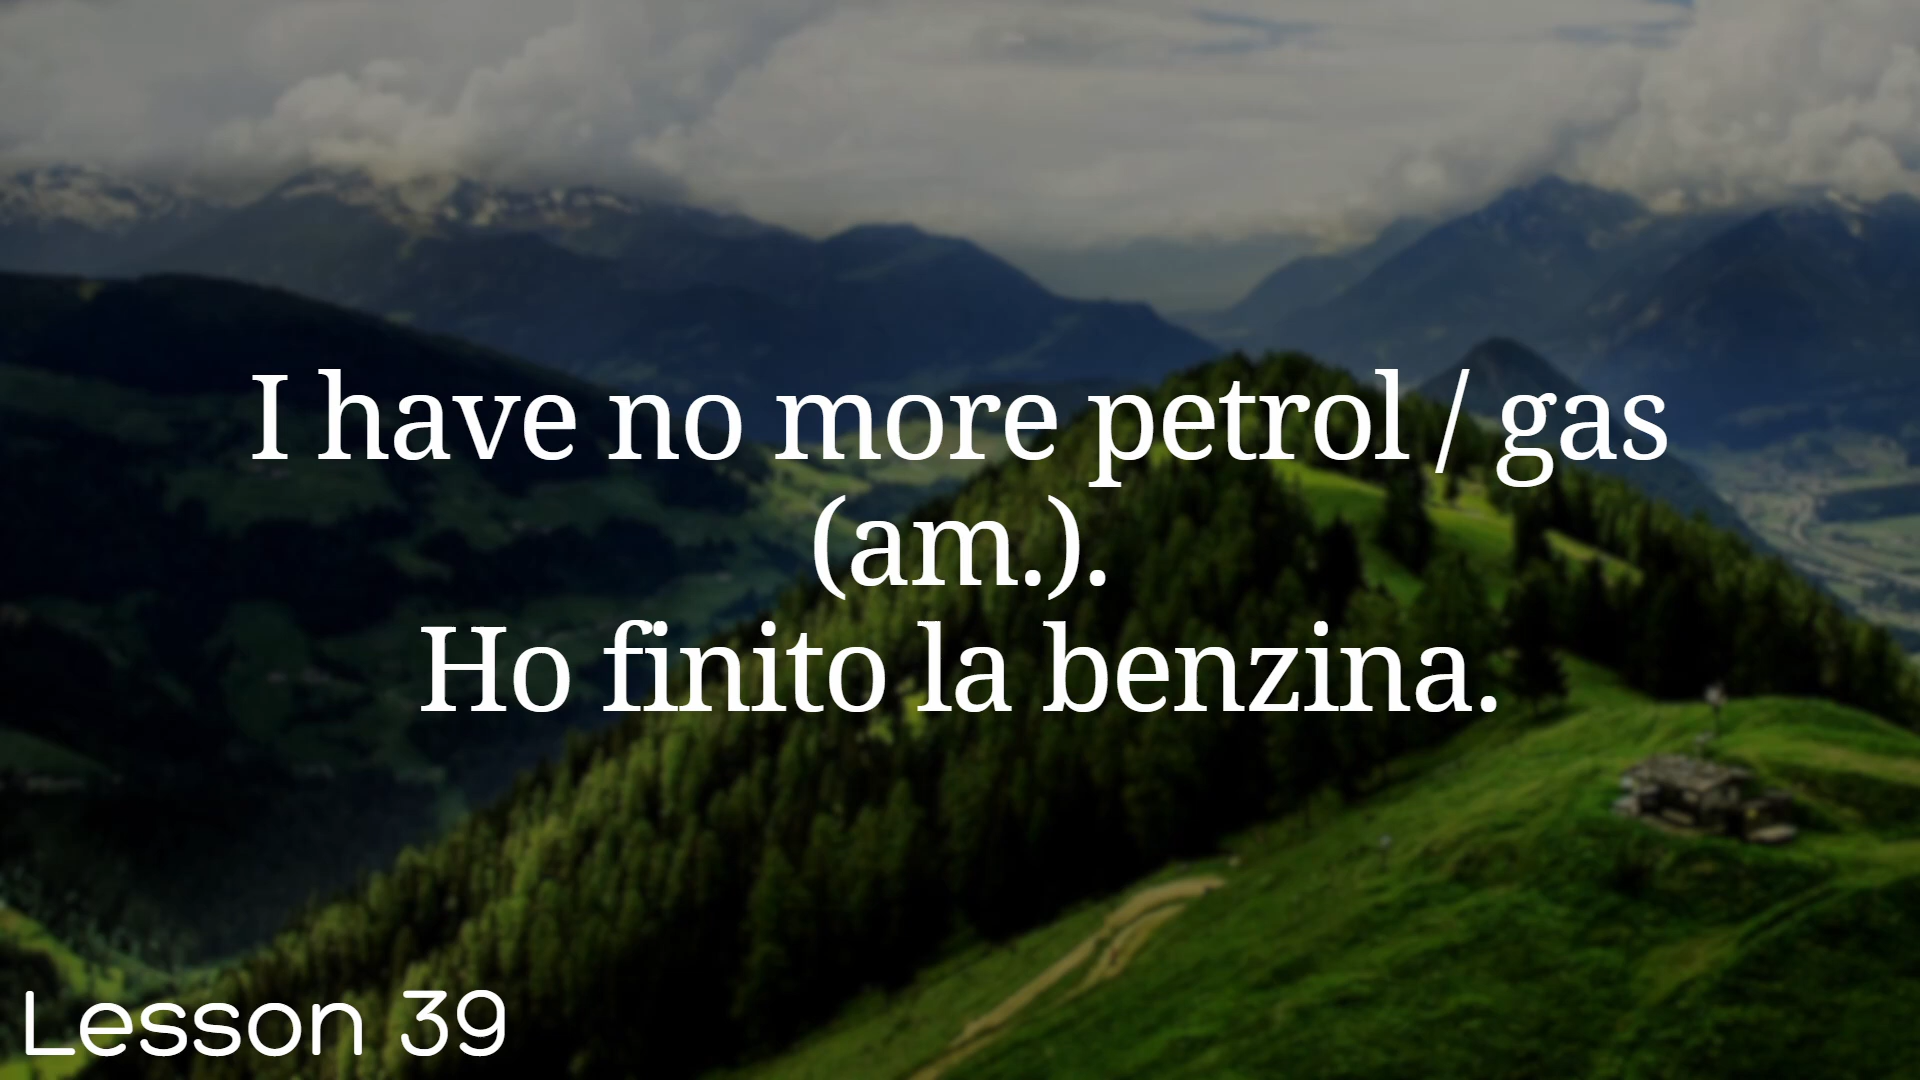 I have no more petrol / gas
(am.).
Ho finito la benzina.
Lesson 39